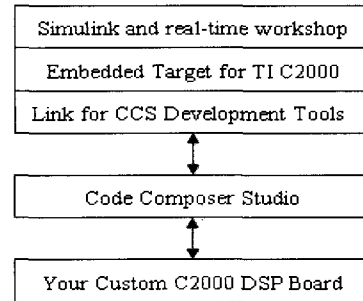 Simulink and real-time workshop
Embedded Target for TI C2000
Link for CCS Development Tools
Code Composer Studio
Your Custom C2000 DSP Board